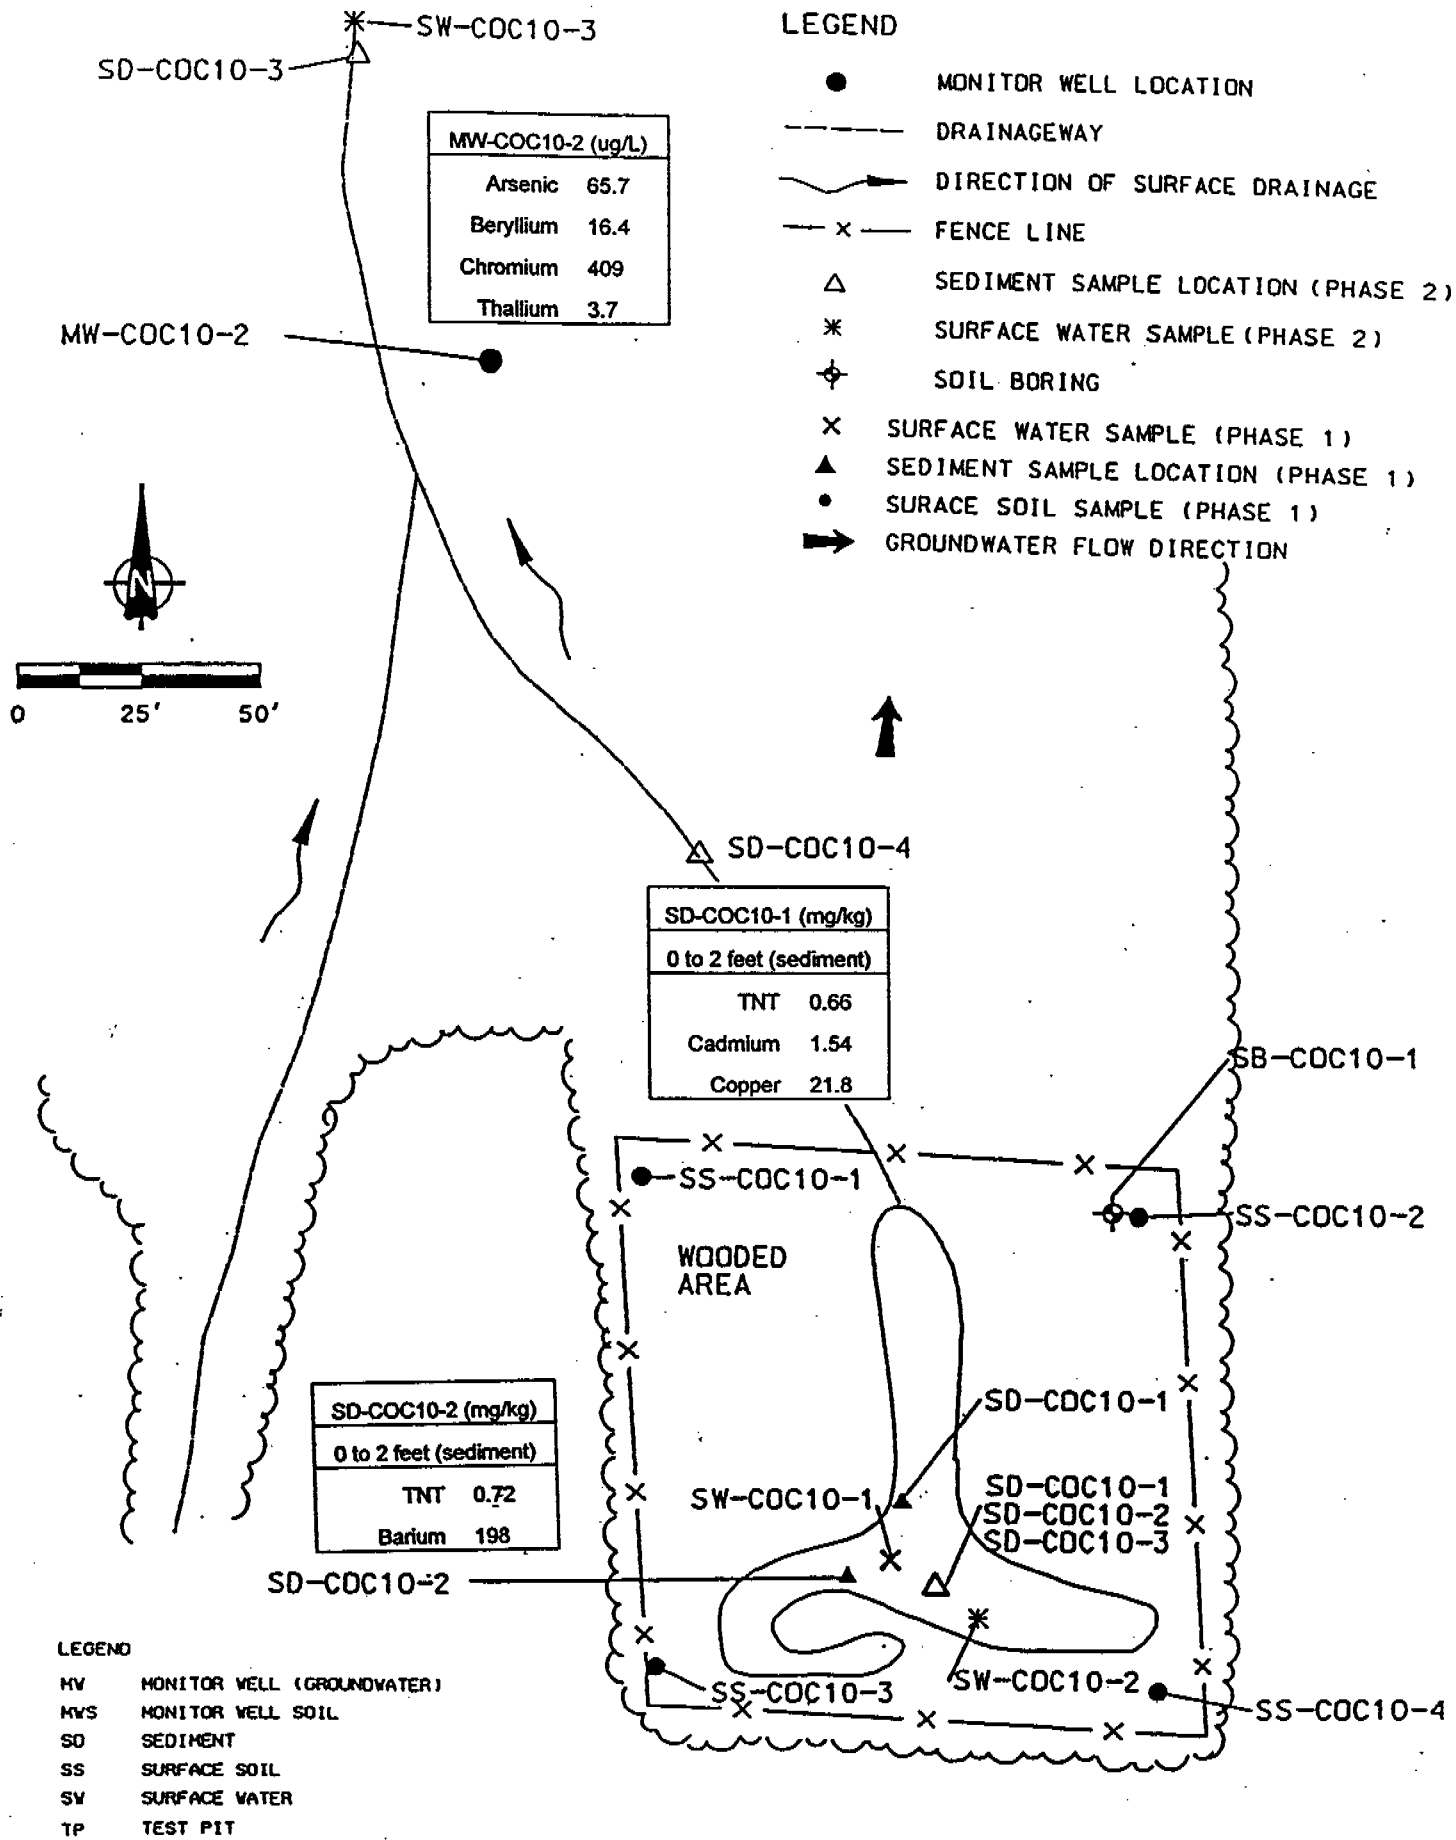 SW-COC10-3
SD-COC10-3
LEGEND
MONITOR WELL LOCATION
DRAINAGEWAY
DIRECTION OF SURFACE DRAINAGE
FENCE LINE
SEDIMENT SAMPLE LOCATION (PHASE 2)
SURFACE WATER SAMPLE (PHASE 2)
SOIL BORING
SURFACE WATER SAMPLE (PHASE 1)
SEDIMENT SAMPLE LOCATION (PHASE 1)
SURACE SOIL SAMPLE (PHASE 1)
GROUNDWATER FLOW DIRECTION
MW-COC10-2 (ug/L)
Arsenic 65.7
Beryllium 16.4
Chromium 409
Thallium 3.7
MW-COC10-2
N
0 25' 50'
SD-COC10-4
SD-COC10-1 (mg/kg)
0 to 2 feet (sediment)
TNT 0.66
Cadmium 1.54
Copper 21.8
SB-COC10-1
SS-COC10-1
SS-COC10-2
WOODED
AREA
SD-COC10-2 (mg/kg)
0 to 2 feet (sediment)
TNT 0.72
Barium 198
SD-COC10-1
SW-COC10-1
SD-COC10-1
SD-COC10-2
SD-COC10-3
SD-COC10-2
SW-COC10-2
SS-COC10-3
SS-COC10-4
LEGEND
MW MONITOR WELL (GROUNDWATER)
MWS MONITOR WELL SOIL
SD SEDIMENT
SS SURFACE SOIL
SW SURFACE WATER
TP TEST PIT